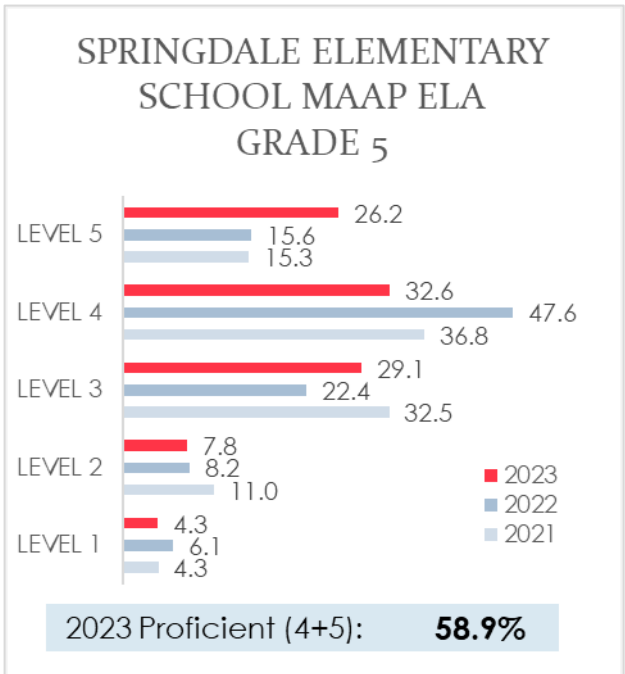 SPRINGDALE ELEMENTARY
SCHOOL MAAP ELA
GRADE 5
LEVEL 5
26.2
15.6
15.3
LEVEL 4
32.6
47.6
36.8
LEVEL 3
29.1
22.4
32.5
LEVEL 2
7.8
8.2
11.0
LEVEL 1
4.3
6.1
4.3
2023
2022
2021
2023 Proficient (4+5): 58.9%